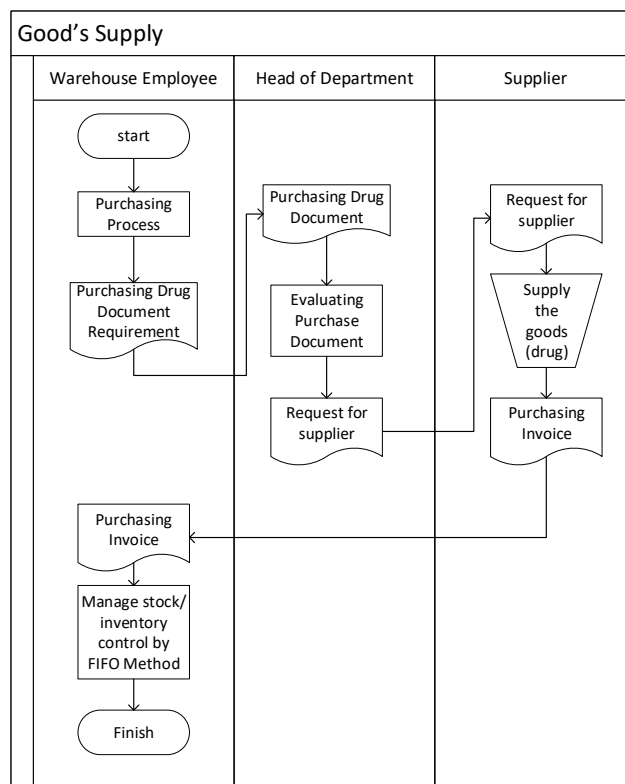 Good's Supply
Warehouse Employee
Head of Department
Supplier
start
Purchasing
Process
Purchasing Drug
Document
Requirement
Purchasing Drug
Document
Evaluating
Purchase
Document
Request for
supplier
Request for
supplier
Supply
the
goods
(drug)
Purchasing
Invoice
Purchasing
Invoice
Manage stock/
inventory
control by
FIFO Method
Finish